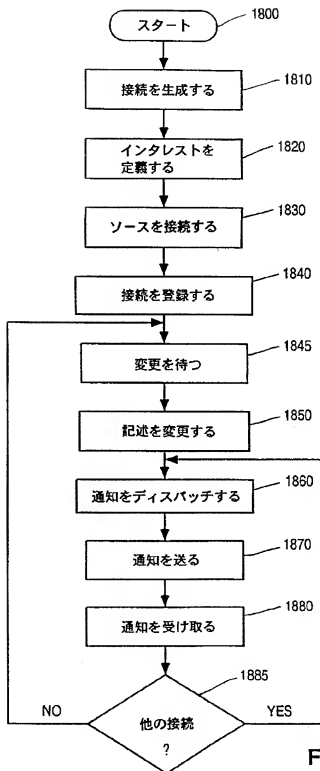 スタート
1800
接続を生成する
1810
インタレストを
定義する
1820
ソースを接続する
1830
接続を登録する
1840
変更を待つ
1845
記述を変更する
1850
通知をディスパッチする
1860
通知を送る
1870
通知を受け取る
1880
1885
NO
他の接続
?
YES
F